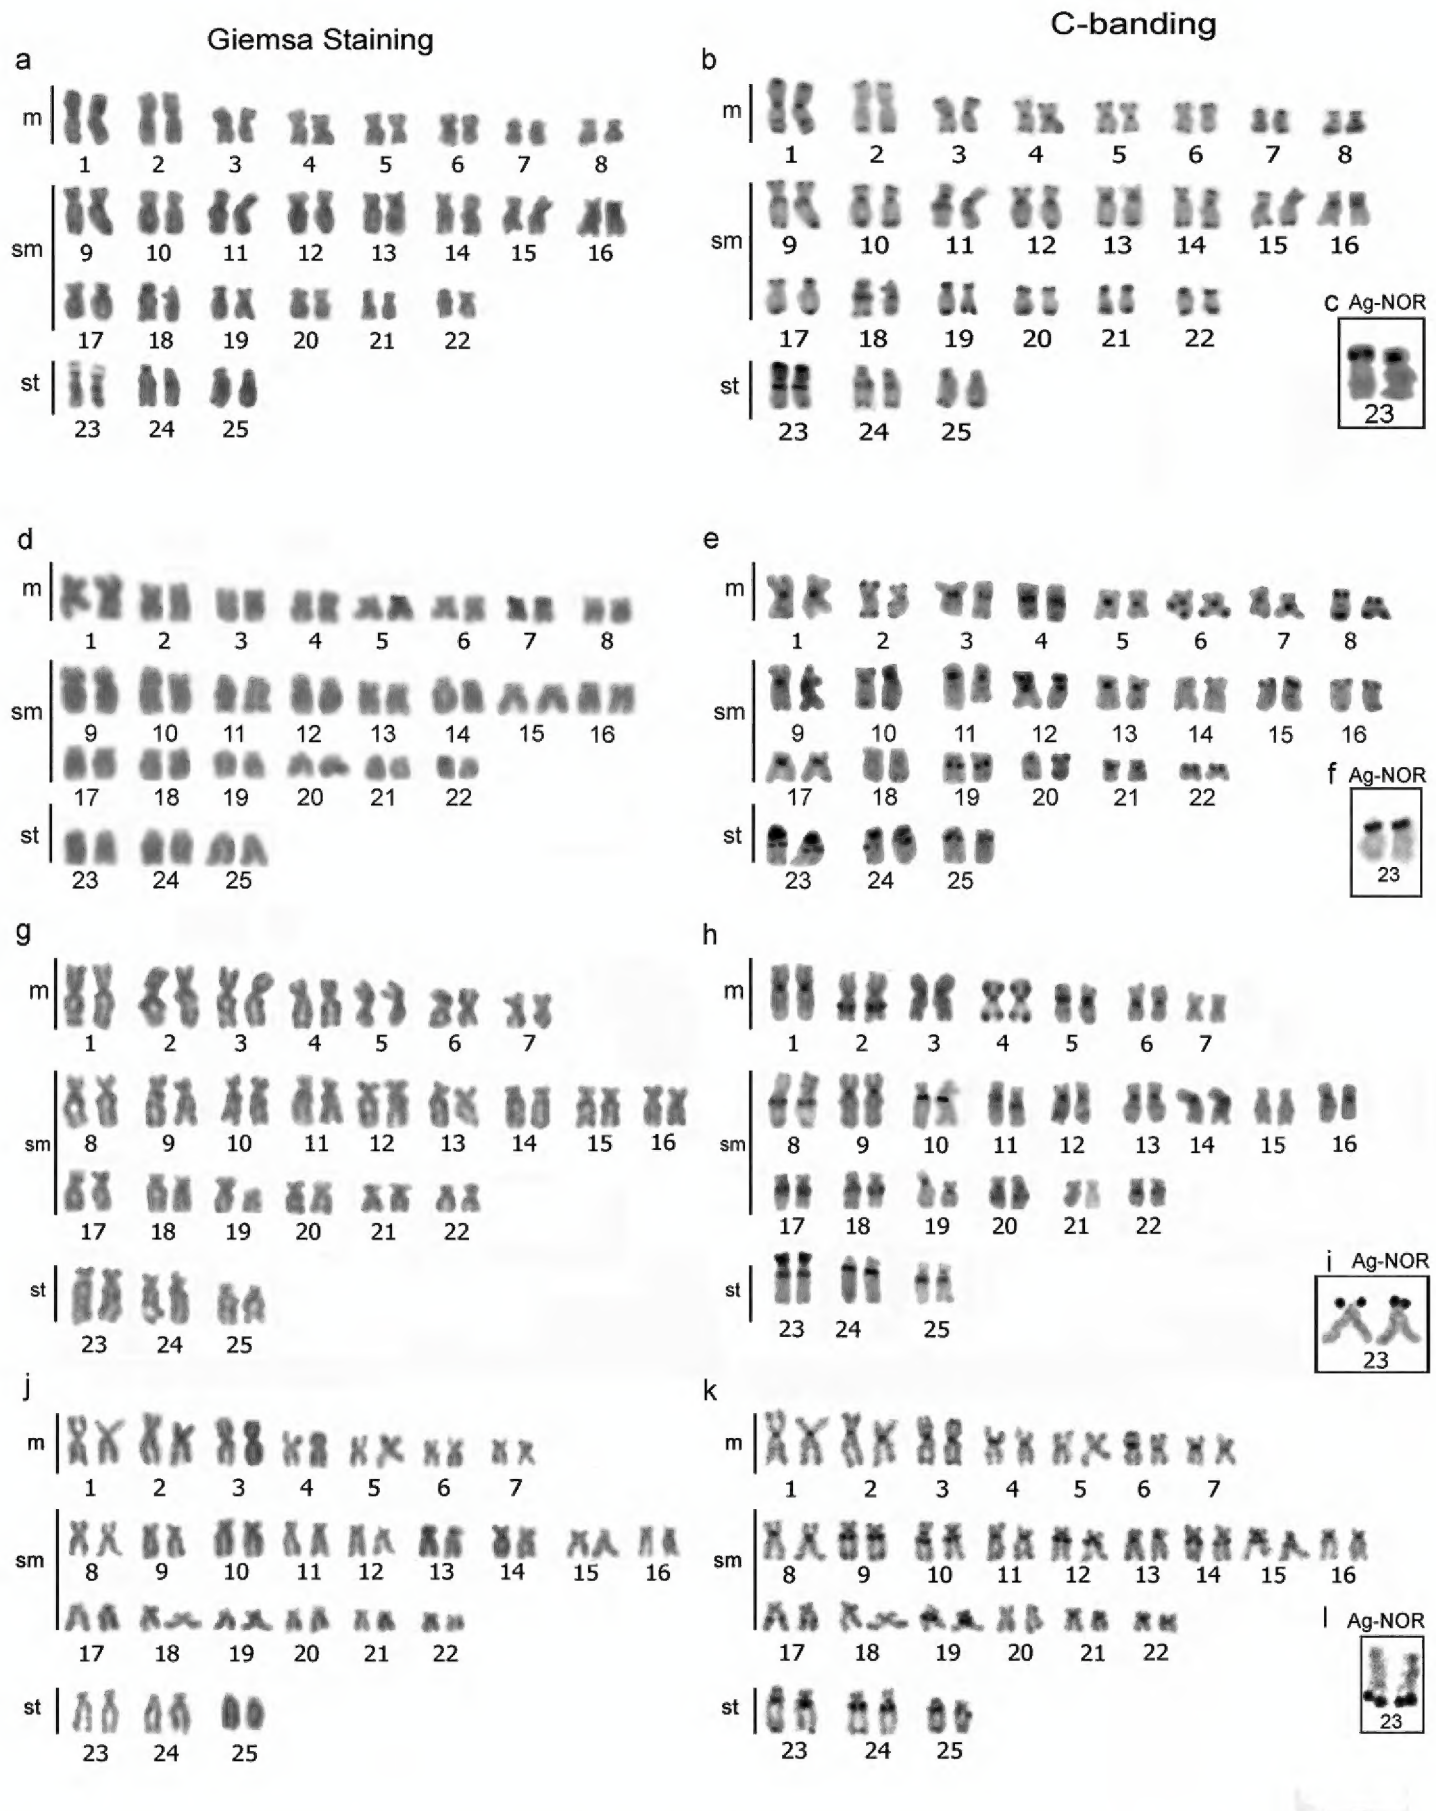 Giemsa Staining
C-banding
a
m
1 2 3 4 5 6 7 8
sm
9 10 11 12 13 14 15 16
17 18 19 20 21 22
st
23 24 25
b
m
1 2 3 4 5 6 7 8
sm
9 10 11 12 13 14 15 16
17 18 19 20 21 22
st
23 24 25
c Ag-NOR
23
d
m
1 2 3 4 5 6 7 8
sm
9 10 11 12 13 14 15 16
17 18 19 20 21 22
st
23 24 25
e
m
1 2 3 4 5 6 7 8
sm
9 10 11 12 13 14 15 16
17 18 19 20 21 22
st
23 24 25
f Ag-NOR
23
g
m
1 2 3 4 5 6 7
sm
8 9 10 11 12 13 14 15 16
17 18 19 20 21 22
st
23 24 25
h
m
1 2 3 4 5 6 7
sm
8 9 10 11 12 13 14 15 16
17 18 19 20 21 22
st
23 24 25
i Ag-NOR
23
j
m
1 2 3 4 5 6 7
sm
8 9 10 11 12 13 14 15 16
17 18 19 20 21 22
st
23 24 25
k
m
1 2 3 4 5 6 7
sm
8 9 10 11 12 13 14 15 16
17 18 19 20 21 22
st
23 24 25
l Ag-NOR
23